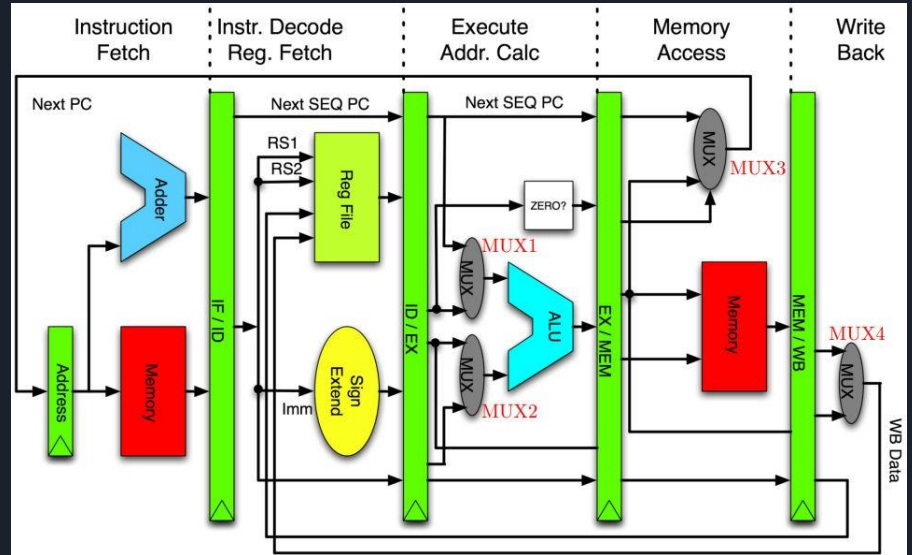 Instruction
Fetch
Instr. Decode
Reg. Fetch
Execute
Addr. Calc
Memory
Access
Write
Back
Next PC
Next SEQ PC
Next SEQ PC
RS1
RS2
Reg File
Adder
ZERO?
MUX
MUX3
MUX1
MUX
ALU
MUX
MUX2
IF / ID
ID / EX
EX / MEM
MEM / WB
Address
Memory
Sign
Extend
Imm
Memory
MUX4
MUX
WB Data